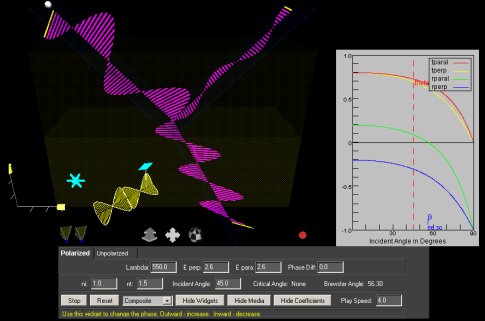 tparal
tperp
rparal
rperp
1.0
0.5
0
-0.5
-1.0
30
60
90
B
56.30
Incident Angle in Degrees
Polarized Unpolarized
Lambda: 550.0 E perp: 2.6 E para: 2.6 Phase Diff: 0.0
ni: 1.0 nt: 1.5 Incident Angle: 45.0 Critical Angle: None Brewster Angle: 56.30
Stop Reset Composite Hide Widgets Hide Media Hide Coefficients Play Speed: 4.0
Use this widget to change the phase. Outward - increase. Inward - decrease.